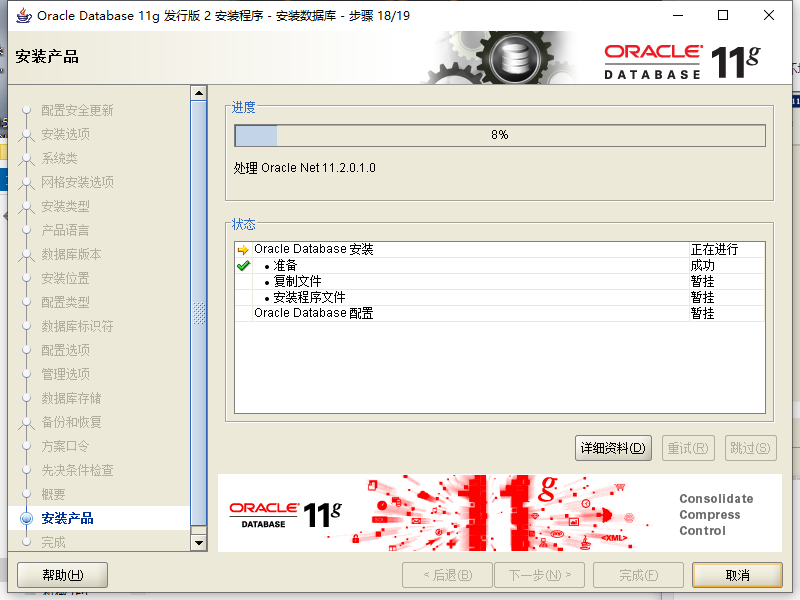 Oracle Database 11g 发行版 2 安装程序 - 安装数据库 - 步骤 18/19
安装产品
ORACLE
DATABASE
11g
配置安全更新
安装选项
系统类
网格安装选项
安装类型
产品语言
数据库版本
安装位置
配置类型
数据库标识符
配置选项
管理选项
数据库存储
备份和恢复
方案口令
先决条件检查
概要
安装产品
完成
进度
8%
处理 Oracle Net 11.2.0.1.0
状态
Oracle Database 安装 正在进行
• 准备 成功
• 复制文件 暂挂
• 安装程序文件 暂挂
Oracle Database 配置 暂挂
详细资料(D) 重试(R) 跳过(S)
ORACLE
DATABASE
11g
11g
<XML>
Consolidate
Compress
Control
帮助(H) < 后退(B) 下一步(N) > 完成(F) 取消